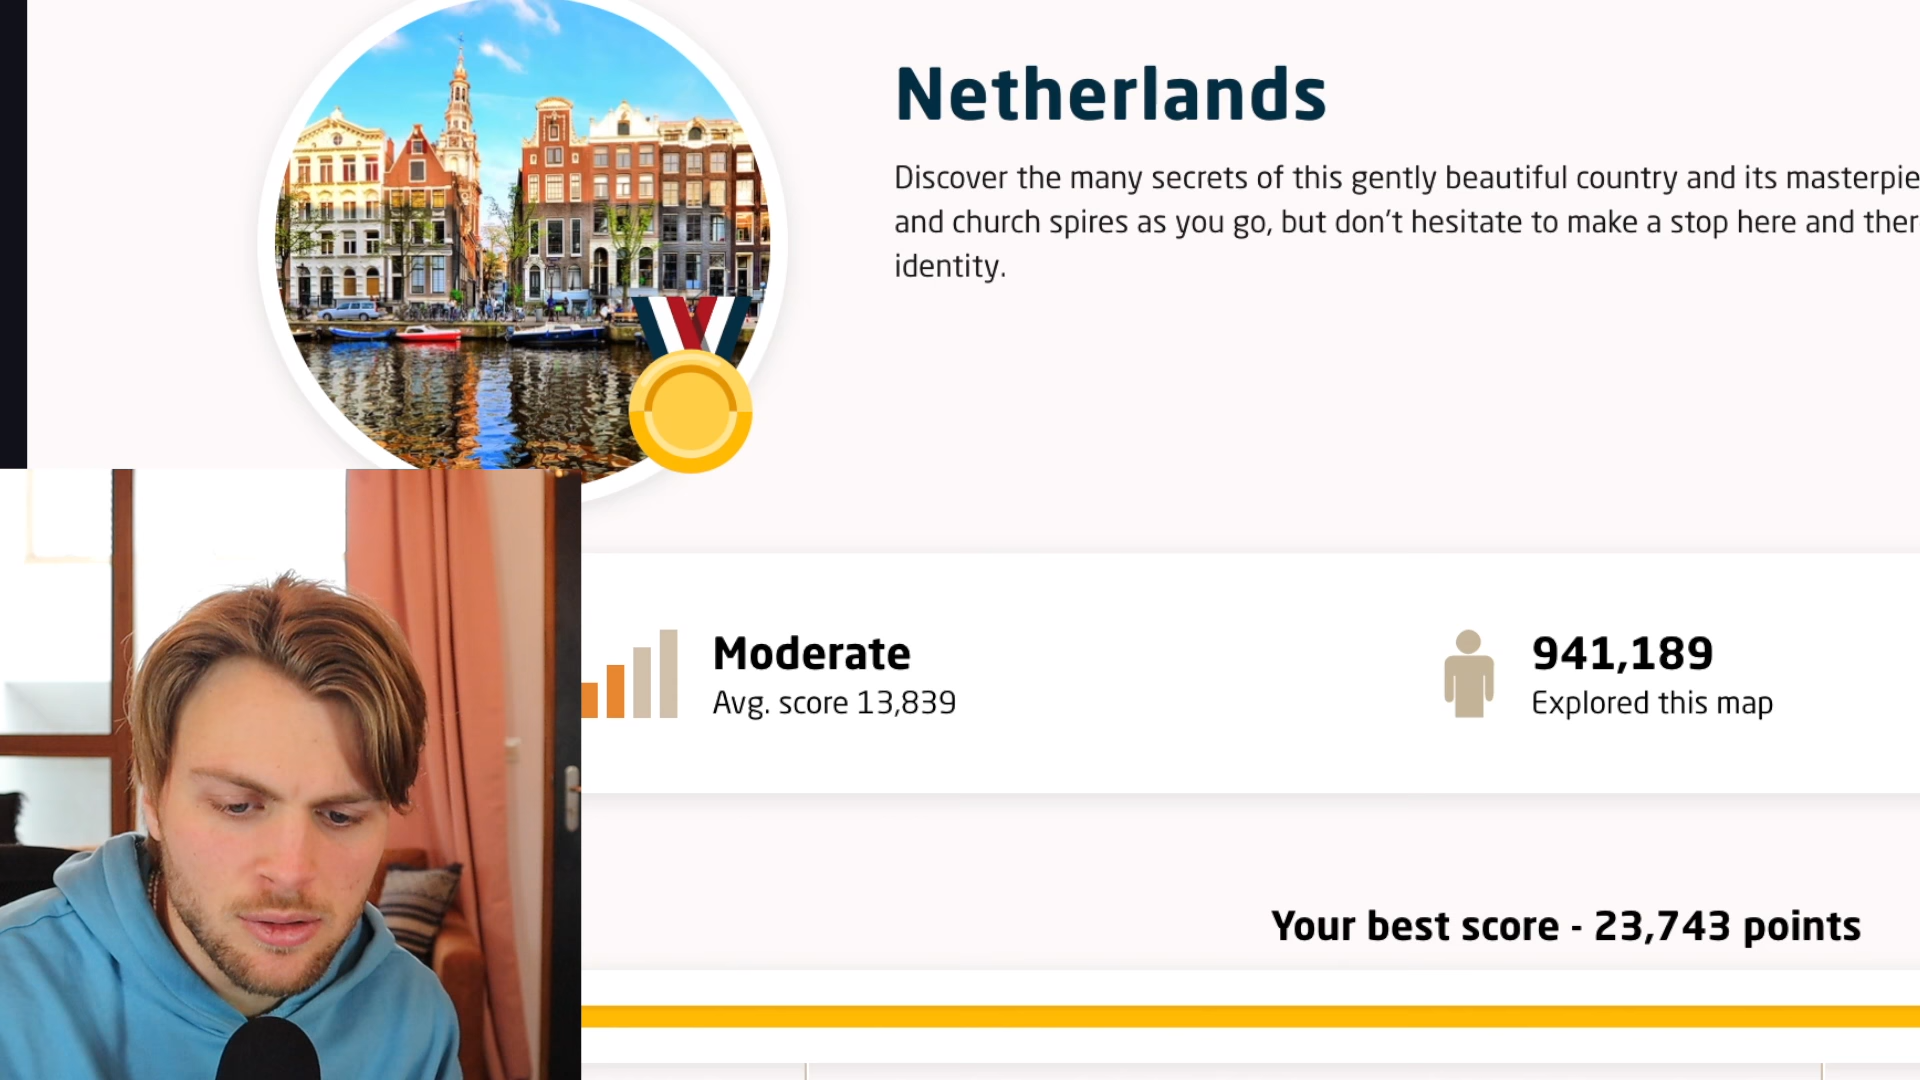 Netherlands
Discover the many secrets of this gently beautiful country and its
and church spires as you go, but don't hesitate to make a stop here and
identity.
Moderate
Avg. score 13,839
941,189
Explored this map
Your best score - 23,743 points